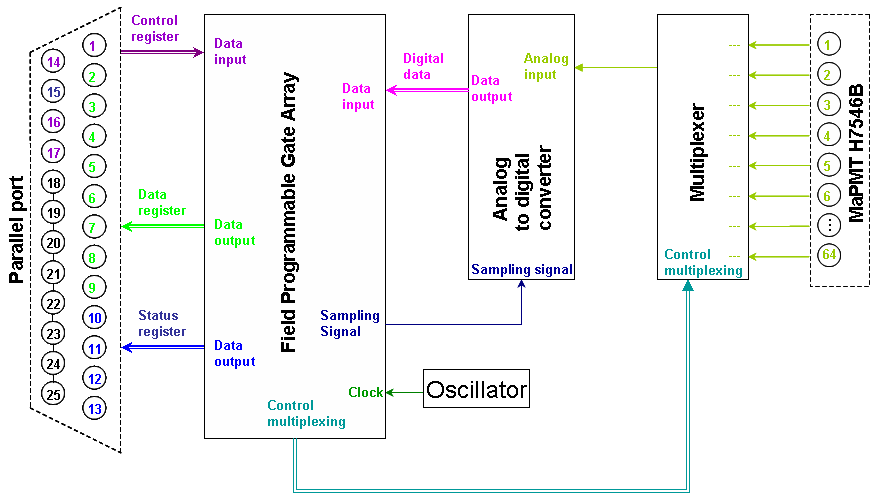 Parallel port
14
15
16
17
18
19
20
21
22
23
24
25
1
2
3
4
5
6
7
8
9
10
11
12
13
Control
register
Data
register
Status
register
Data
input
Data
output
Data
output
Field Programmable Gate Array
Data
input
Sampling
Signal
Clock
Control
multiplexing
Digital
data
Data
output
Analog
input
Analog
to digital
converter
Sampling signal
Oscillator
Multiplexer
---
---
---
---
---
---
---
---
Control
multiplexing
1
2
3
4
5
6
...
64
MaPMT H7546B